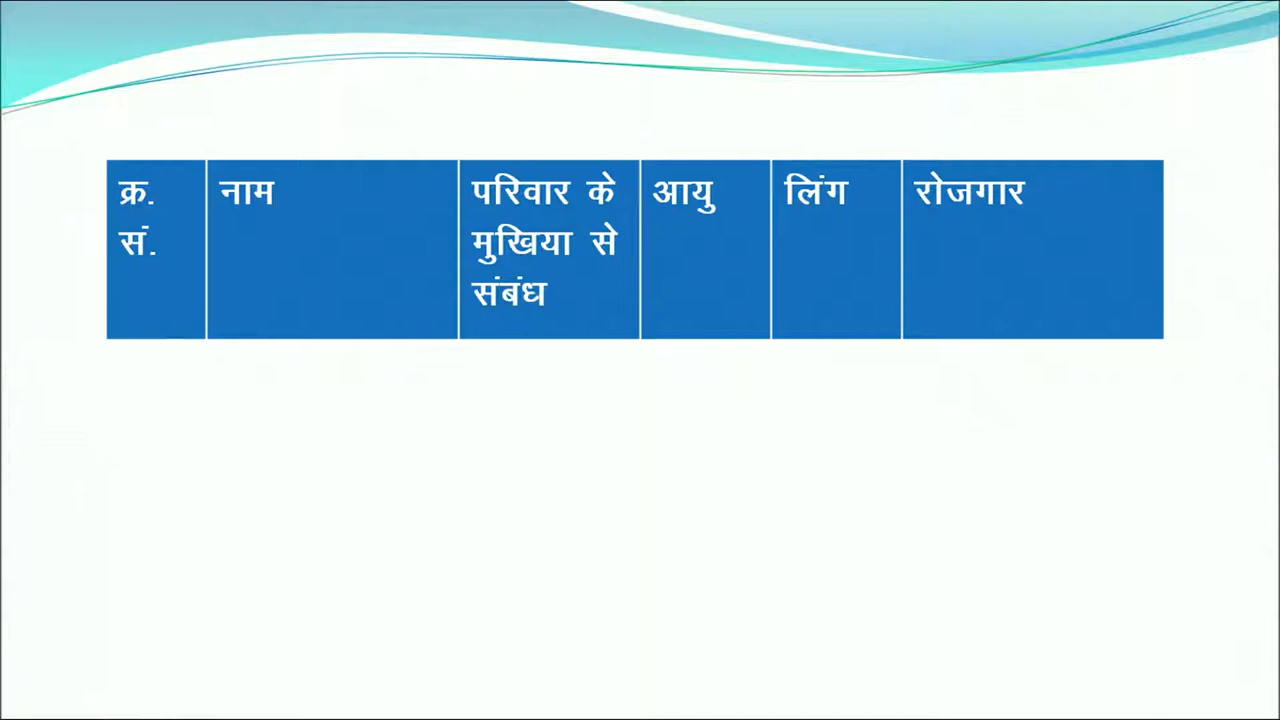 क्र. सं.
नाम
परिवार के मुखिया से संबंध
आयु
लिंग
रोजगार